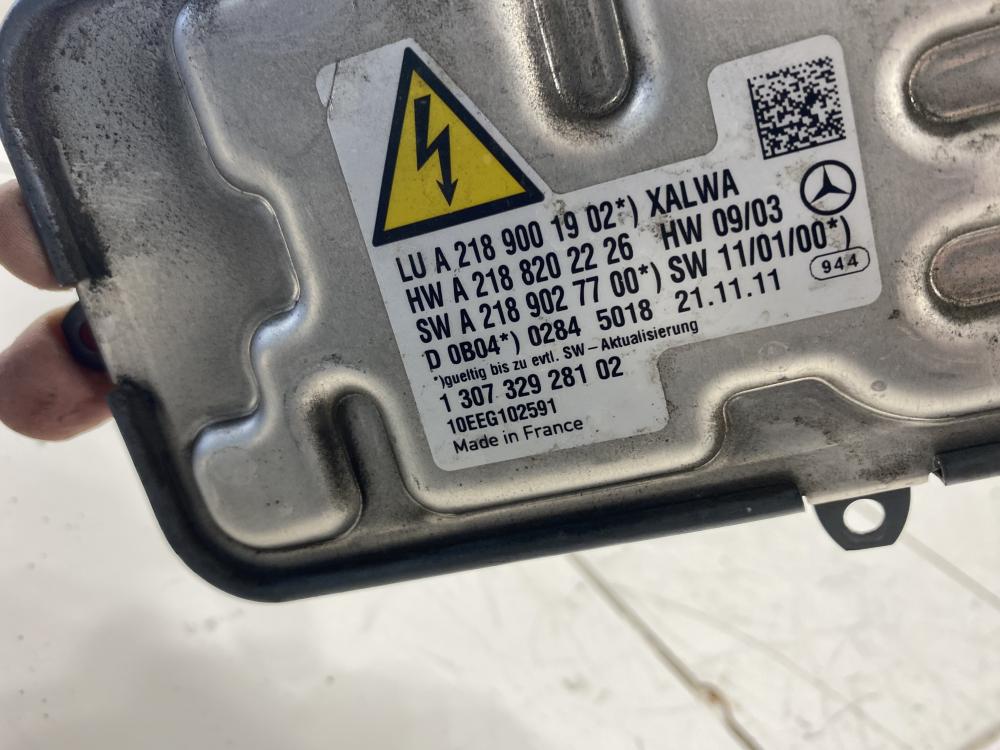 LU A 218 900 19 02*) XALWA
HW A 218 820 22 26 HW 09/03
SW A 218 902 77 00*) SW 11/01/00*)
D 0B04*) 0284 5018 21.11.11
944
*)gueltig bis zu evtl. SW-Aktualisierung
1 307 329 281 02
10EEG102591
Made in France